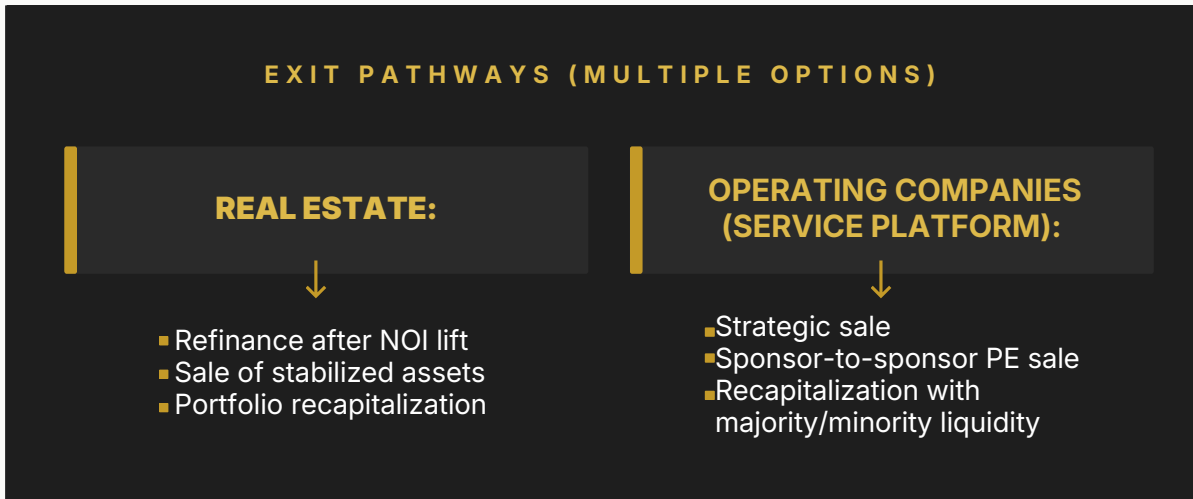 EXIT PATHWAYS (MULTIPLE OPTIONS)
REAL ESTATE:
Refinance after NOI lift
Sale of stabilized assets
Portfolio recapitalization
OPERATING COMPANIES
(SERVICE PLATFORM):
Strategic sale
Sponsor-to-sponsor PE sale
Recapitalization with
majority/minority liquidity